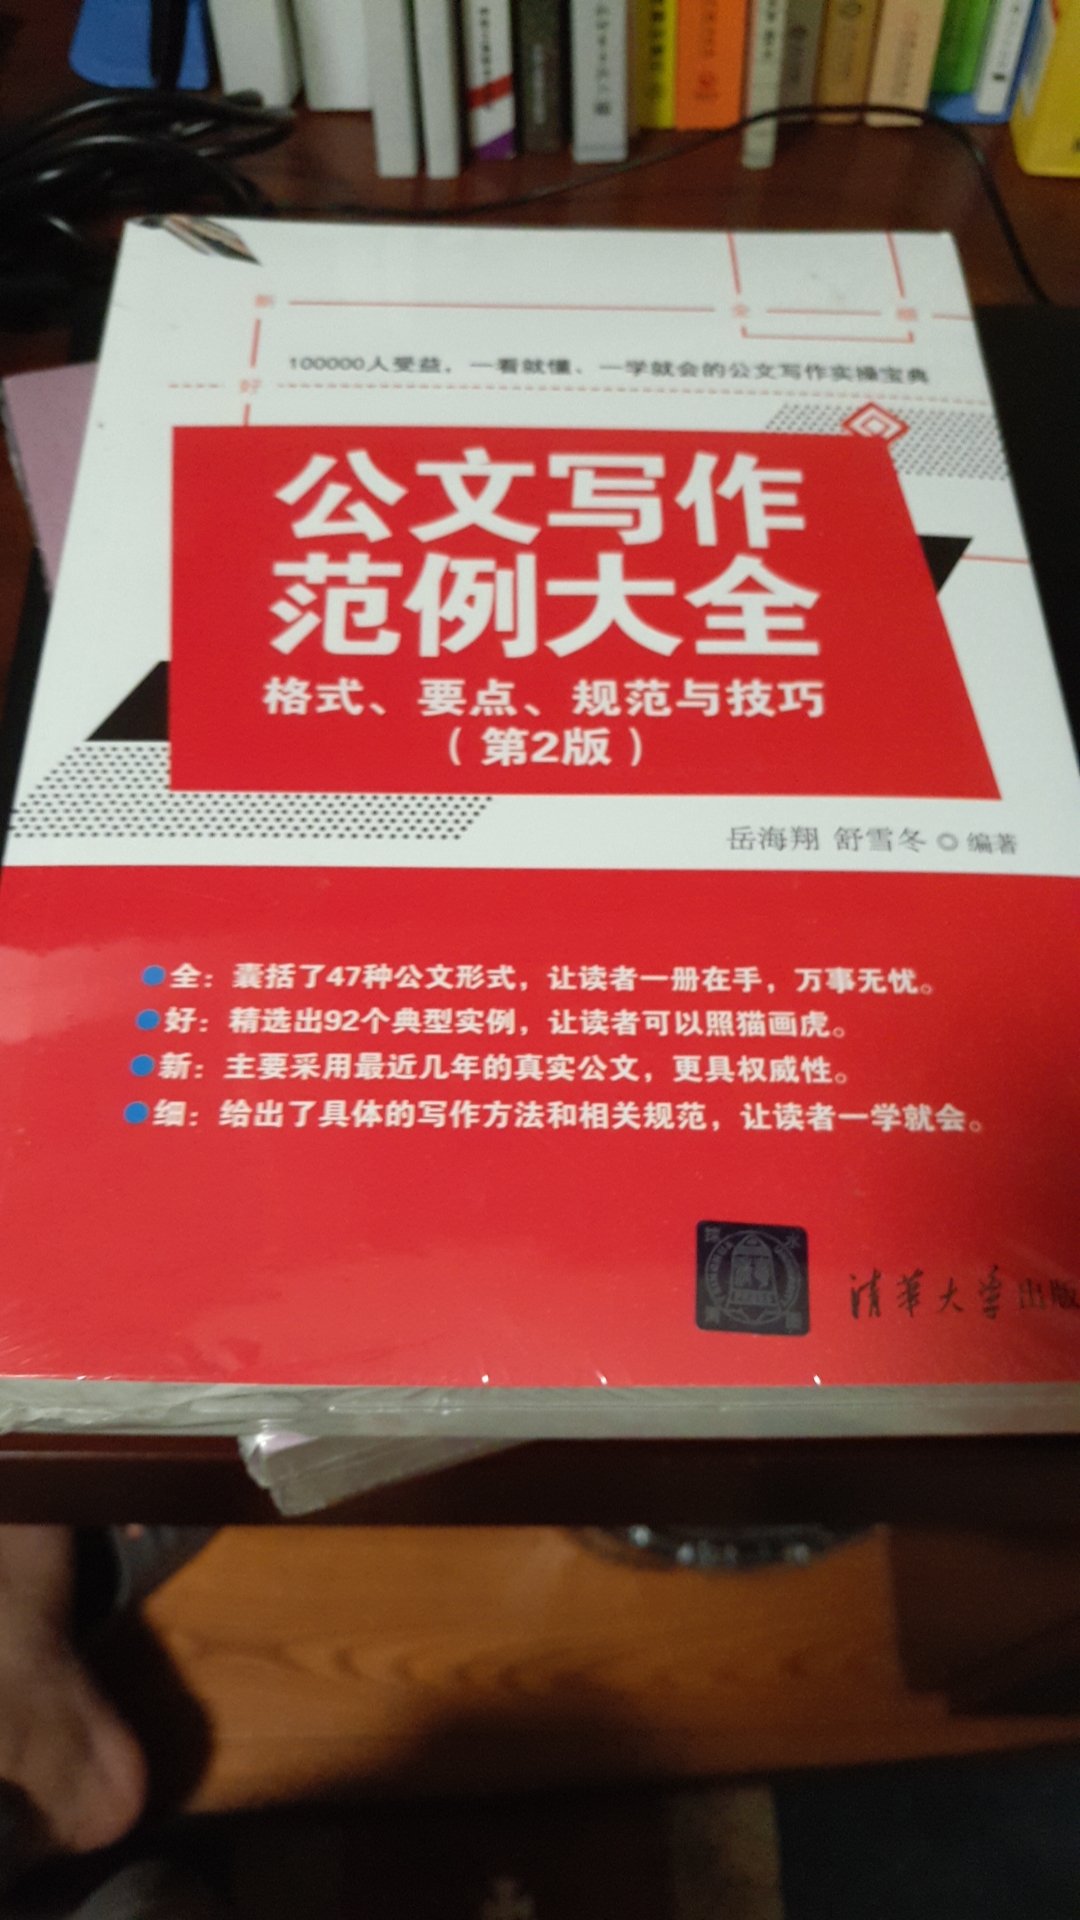 新
全
细
100000人受益，一看就懂、一学就会的公文写作实操宝典
好
公文写作
范例大全
格式、要点、规范与技巧
（第2版）
岳海翔 舒雪冬◎编著
●全：囊括了47种公文形式，让读者一册在手，万事无忧。
●好：精选出92个典型实例，让读者可以照猫画虎。
●新：主要采用最近几年的真实公文，更具权威性。
●细：给出了具体的写作方法和相关规范，让读者一学就会。
清华大学出版